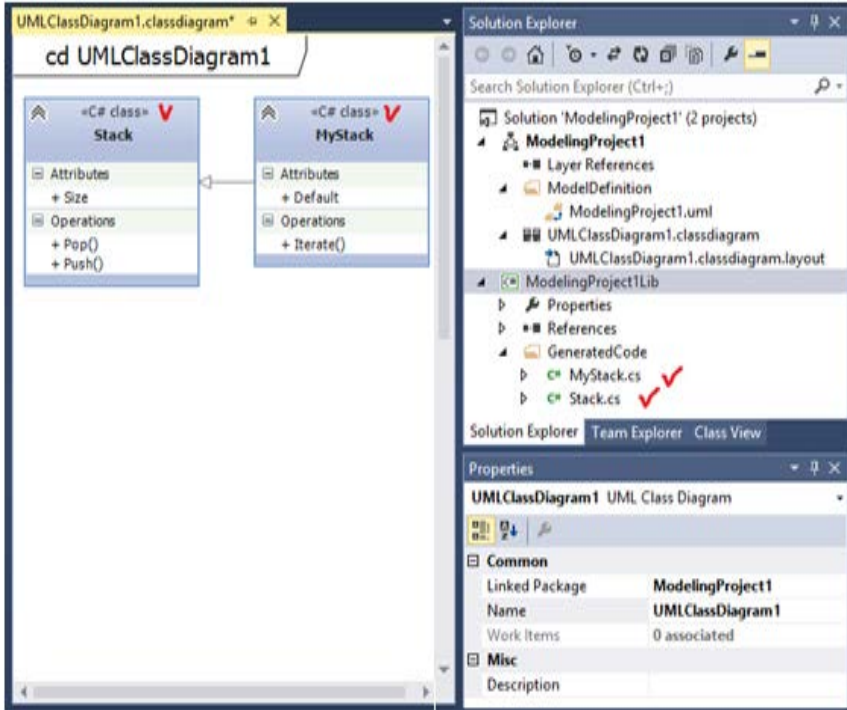 UMLClassDiagram1.classdiagram*
cd UMLClassDiagram1
«C# class»
Stack
Attributes
+ Size
Operations
+ Pop()
+ Push()
«C# class»
MyStack
Attributes
+ Default
Operations
+ Iterate()
Solution Explorer
Search Solution Explorer (Ctrl+;)
Solution 'ModelingProject1' (2 projects)
ModelingProject1
Layer References
ModelDefinition
ModelingProject1.uml
UMLClassDiagram1.classdiagram
UMLClassDiagram1.classdiagram.layout
C# ModelingProject1Lib
Properties
References
GeneratedCode
C# MyStack.cs
C# Stack.cs
Solution Explorer Team Explorer Class View
Properties
UMLClassDiagram1 UML Class Diagram
Common
Linked Package ModelingProject1
Name UMLClassDiagram1
Work Items 0 associated
Misc
Description